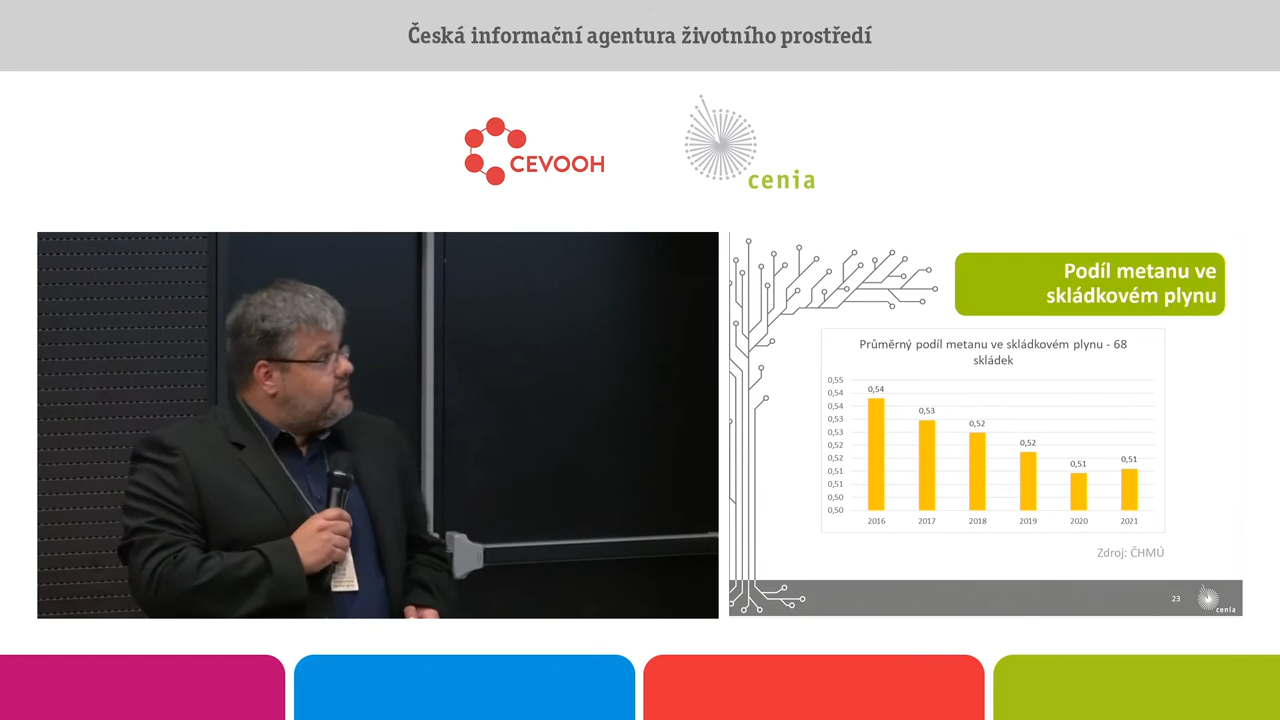 Česká informační agentura životního prostředí
CEVOOH
cenia
Podíl metanu ve
skládkovém plynu
Průměrný podíl metanu ve skládkovém plynu - 68
skládek
0,55
0,54
0,54
0,53
0,53
0,52
0,52
0,51
0,51
0,50
0,50
0,54
0,53
0,52
0,52
0,51
0,51
2016
2017
2018
2019
2020
2021
Zdroj: ČHMÚ
23
cenia